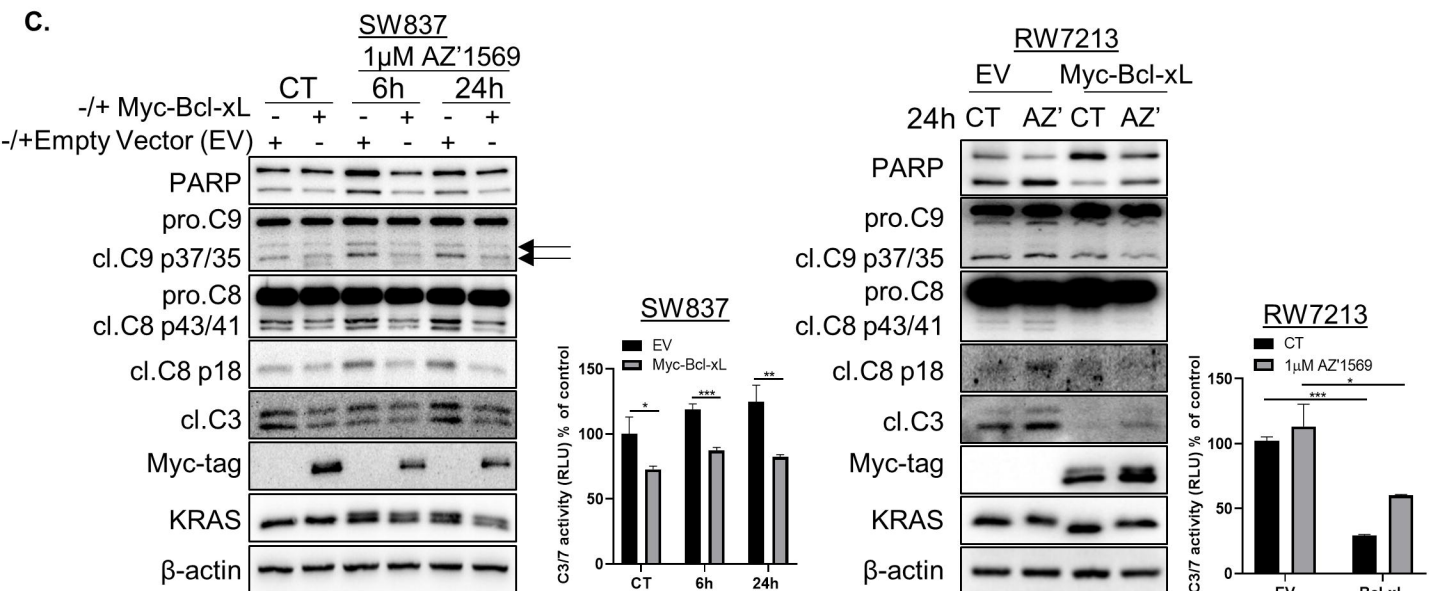 C.
SW837
1µM AZ'1569
CT 6h 24h
-/+ Myc-Bcl-xL - + - + - +
-/+Empty Vector (EV) + - + - + -
PARP
pro.C9
cl.C9 p37/35
pro.C8
cl.C8 p43/41
cl.C8 p18
cl.C3
Myc-tag
KRAS
β-actin
SW837
EV
Myc-Bcl-xL
C3/7 activity (RLU) % of control
150
100
50
0
* *** **
CT 6h 24h
RW7213
EV Myc-Bcl-xL
24h CT AZ' CT AZ'
PARP
pro.C9
cl.C9 p37/35
pro.C8
cl.C8 p43/41
cl.C8 p18
cl.C3
Myc-tag
KRAS
β-actin
RW7213
CT
1µM AZ'1569
C3/7 activity (RLU) % of control
150
100
50
0
*
***